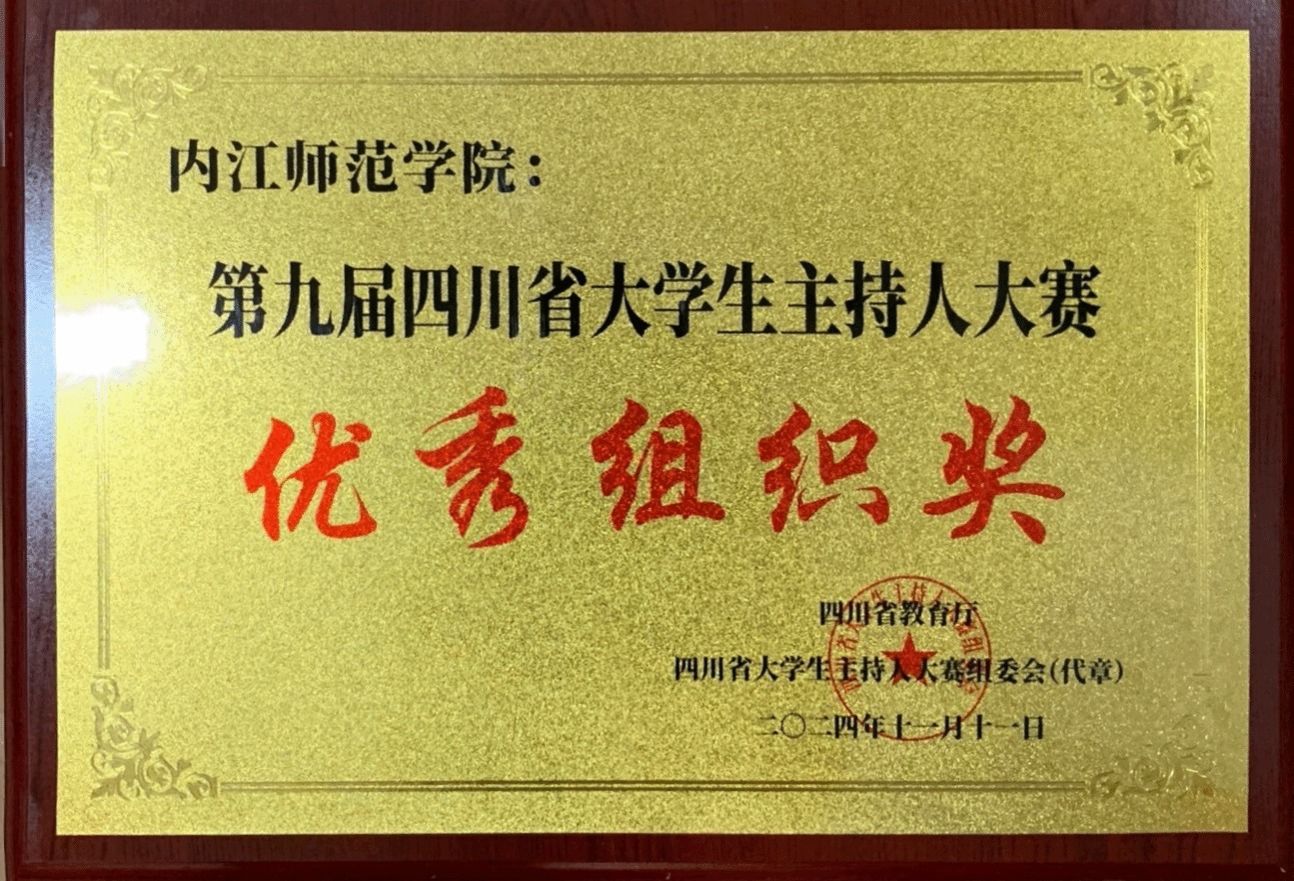 内江师范学院：
第九届四川省大学生主持人大赛
优秀组织奖
四川省教育厅
四川省大学生主持人大赛组委会(代章)
二〇二四年十一月十一日